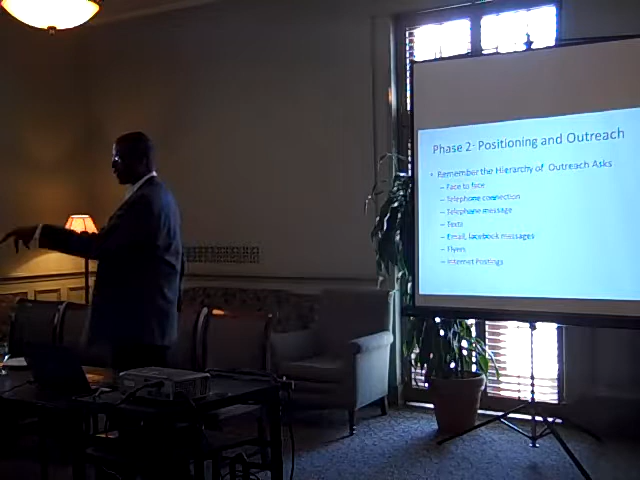 Phase 2- Positioning and Outreach
• Remember the Hierarchy of Outreach Asks
– Face to face
– Telephone connection
– Telephone message
– Texts
– Email, facebook messages
– Flyers
– Internet Postings